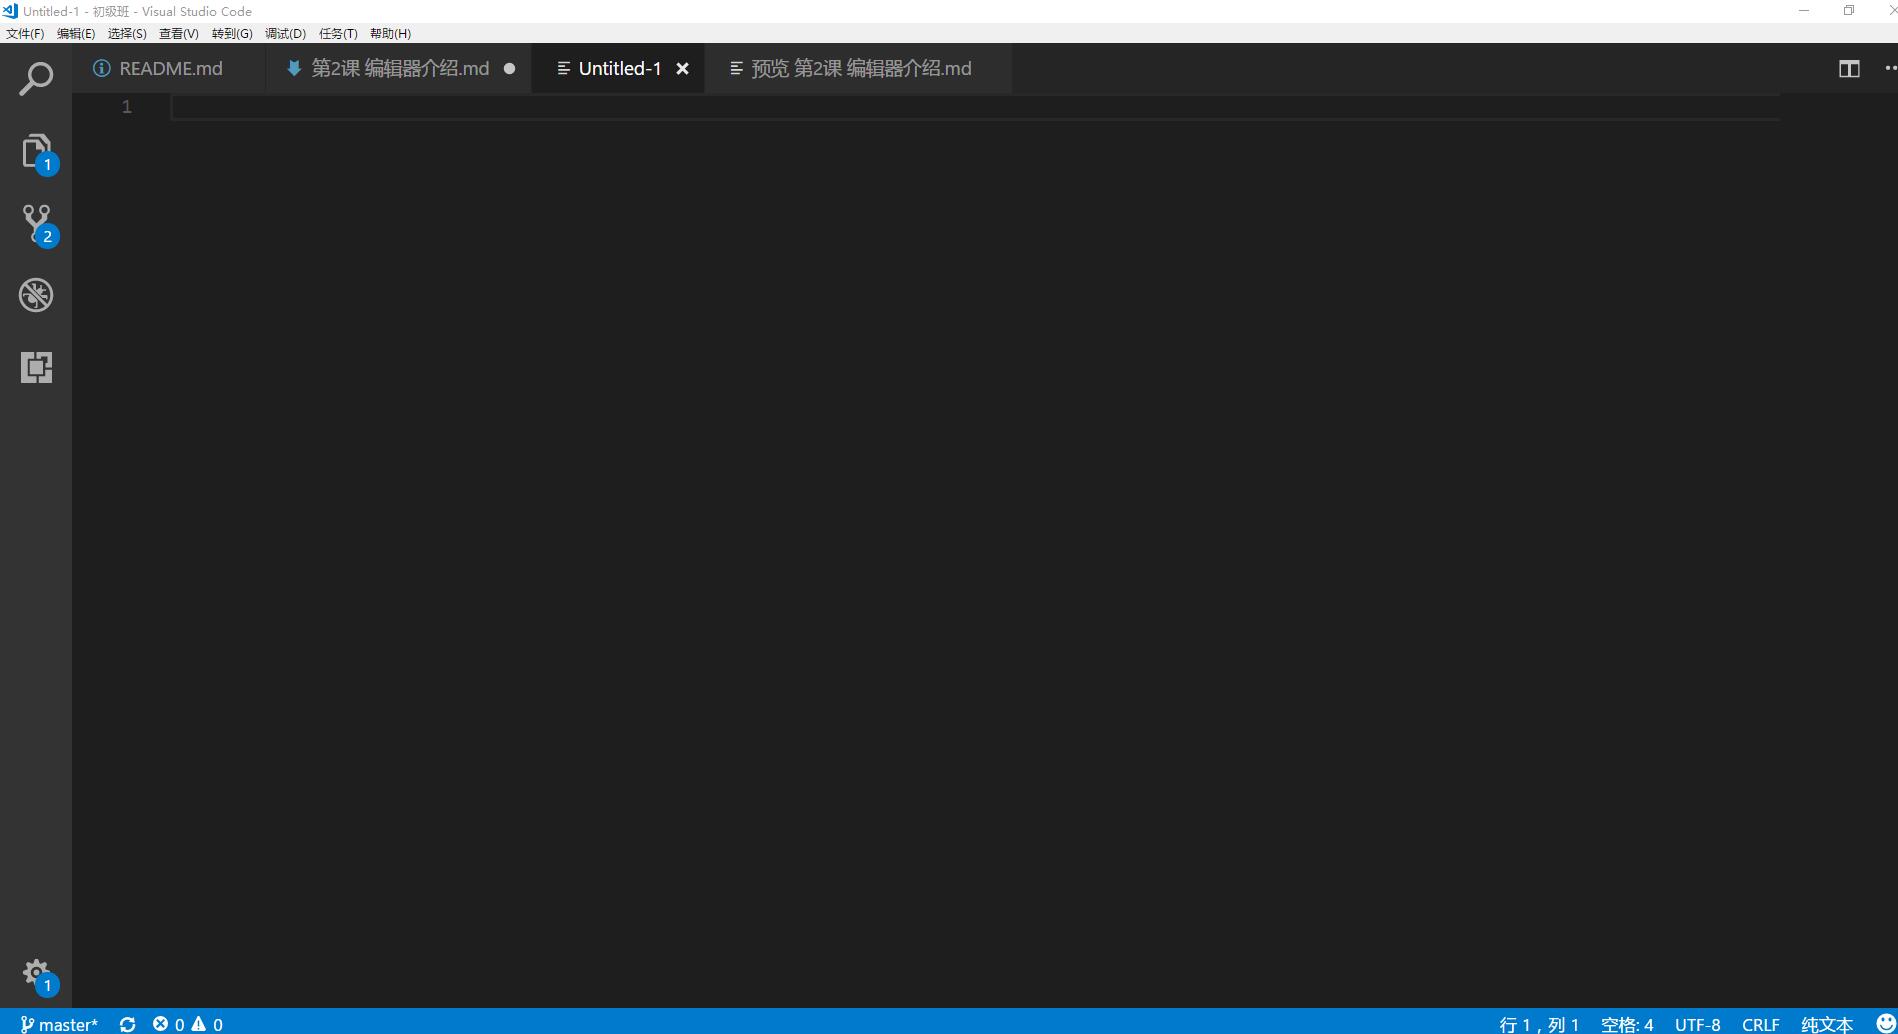 Untitled-1 - 初级班 - Visual Studio Code
文件(F) 编辑(E) 选择(S) 查看(V) 转到(G) 调试(D) 任务(T) 帮助(H)
README.md 第2课 编辑器介绍.md Untitled-1 预览 第2课 编辑器介绍.md
1
1
2
1
master* 0 0 行 1，列 1 空格: 4 UTF-8 CRLF 纯文本